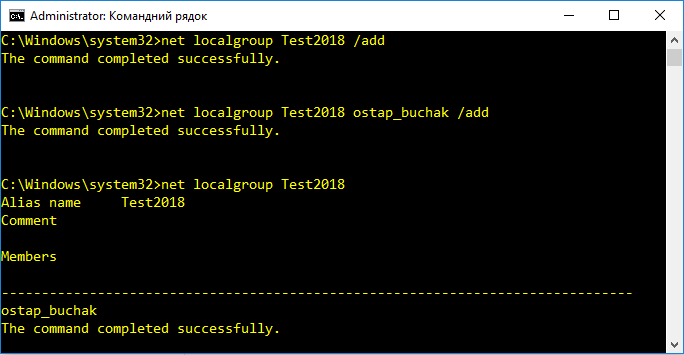 Administrator: Командний рядок
C:\Windows\system32>net localgroup Test2018 /add
The command completed successfully.
C:\Windows\system32>net localgroup Test2018 ostap_buchak /add
The command completed successfully.
C:\Windows\system32>net localgroup Test2018
Alias name     Test2018
Comment
Members
-------------------------------------------------------------------------------
ostap_buchak
The command completed successfully.